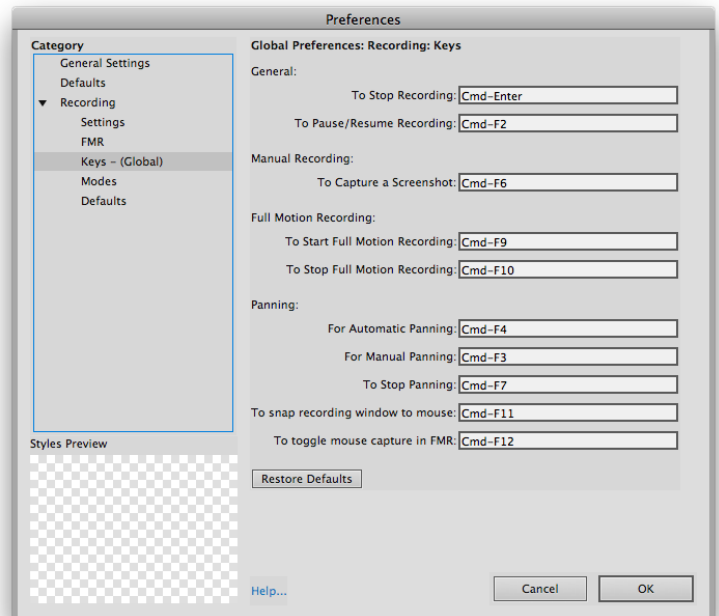 Preferences
Category
General Settings
Defaults
Recording
Settings
FMR
Keys - (Global)
Modes
Defaults
Styles Preview
Global Preferences: Recording: Keys
General:
To Stop Recording: Cmd-Enter
To Pause/Resume Recording: Cmd-F2
Manual Recording:
To Capture a Screenshot: Cmd-F6
Full Motion Recording:
To Start Full Motion Recording: Cmd-F9
To Stop Full Motion Recording: Cmd-F10
Panning:
For Automatic Panning: Cmd-F4
For Manual Panning: Cmd-F3
To Stop Panning: Cmd-F7
To snap recording window to mouse: Cmd-F11
To toggle mouse capture in FMR: Cmd-F12
Restore Defaults
Help...
Cancel
OK